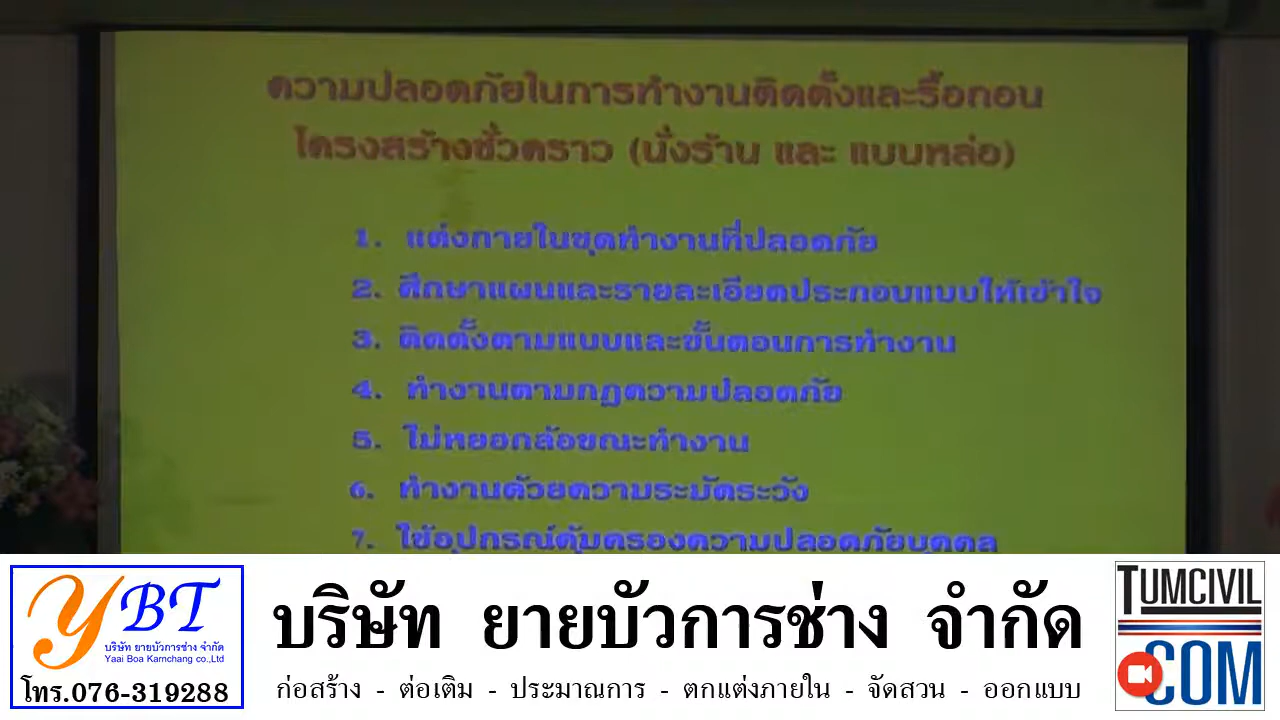 ความปลอดภัยในการทำงานติดตั้งและรื้อถอน
โครงสร้างชั่วคราว (นั่งร้าน และ แบบหล่อ)
1. แต่งกายในชุดทำงานที่ปลอดภัย
2. ศึกษาแผนและรายละเอียดประกอบแบบให้เข้าใจ
3. ติดตั้งตามแบบและขั้นตอนการทำงาน
4. ทำงานตามกฎความปลอดภัย
5. ไม่หยอกล้อขณะทำงาน
6. ทำงานด้วยความระมัดระวัง
7. ใช้อุปกรณ์คุ้มครองความปลอดภัยบุคคล
YBT
บริษัท ยายบัวการช่าง จำกัด
Yaai Boa Karnchang co.,Ltd
โทร.076-319288
บริษัท ยายบัวการช่าง จำกัด
ก่อสร้าง - ต่อเติม - ประมาณการ - ตกแต่งภายใน - จัดสวน - ออกแบบ
TUMCIVIL
.COM